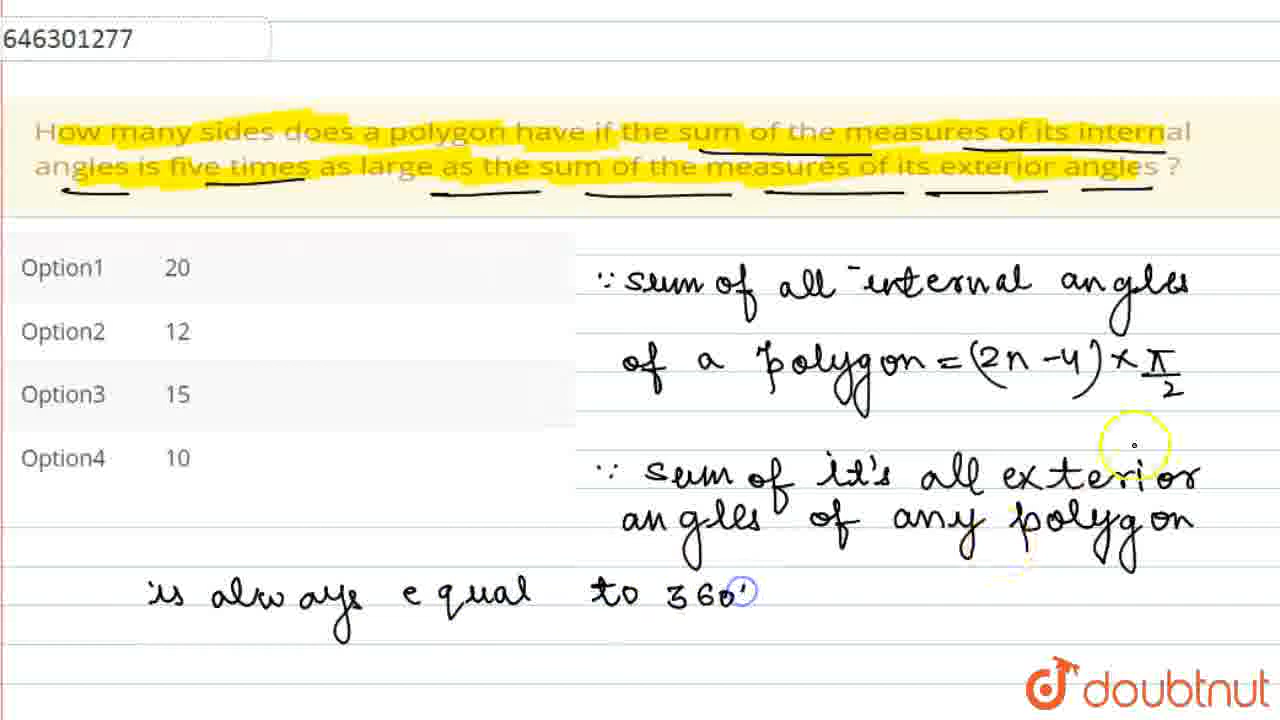 646301277
How many sides does a polygon have if the sum of the measures of its internal
angles is five times as large as the sum of the measures of its exterior angles ?
Option1 20
Option2 12
Option3 15
Option4 10
∵ sum of all internal angles
of a polygon = (2n - 4) × π/2
∵ sum of it's all exterior
angles of any polygon
is always equal to 360°
doubtnut